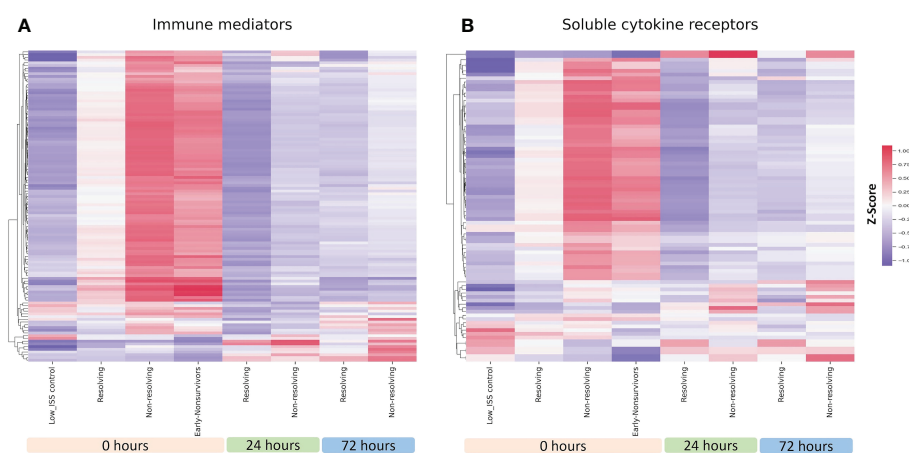 A
Immune mediators
B
Soluble cytokine receptors
Low_ISS control
Resolving
Non-resolving
Early-Nonsurvivors
Resolving
Non-resolving
Resolving
Non-resolving
0 hours
24 hours
72 hours
Low_ISS control
Resolving
Non-resolving
Early-Nonsurvivors
Resolving
Non-resolving
Resolving
Non-resolving
0 hours
24 hours
72 hours
Z-Score
1.00
0.75
0.50
0.25
0.00